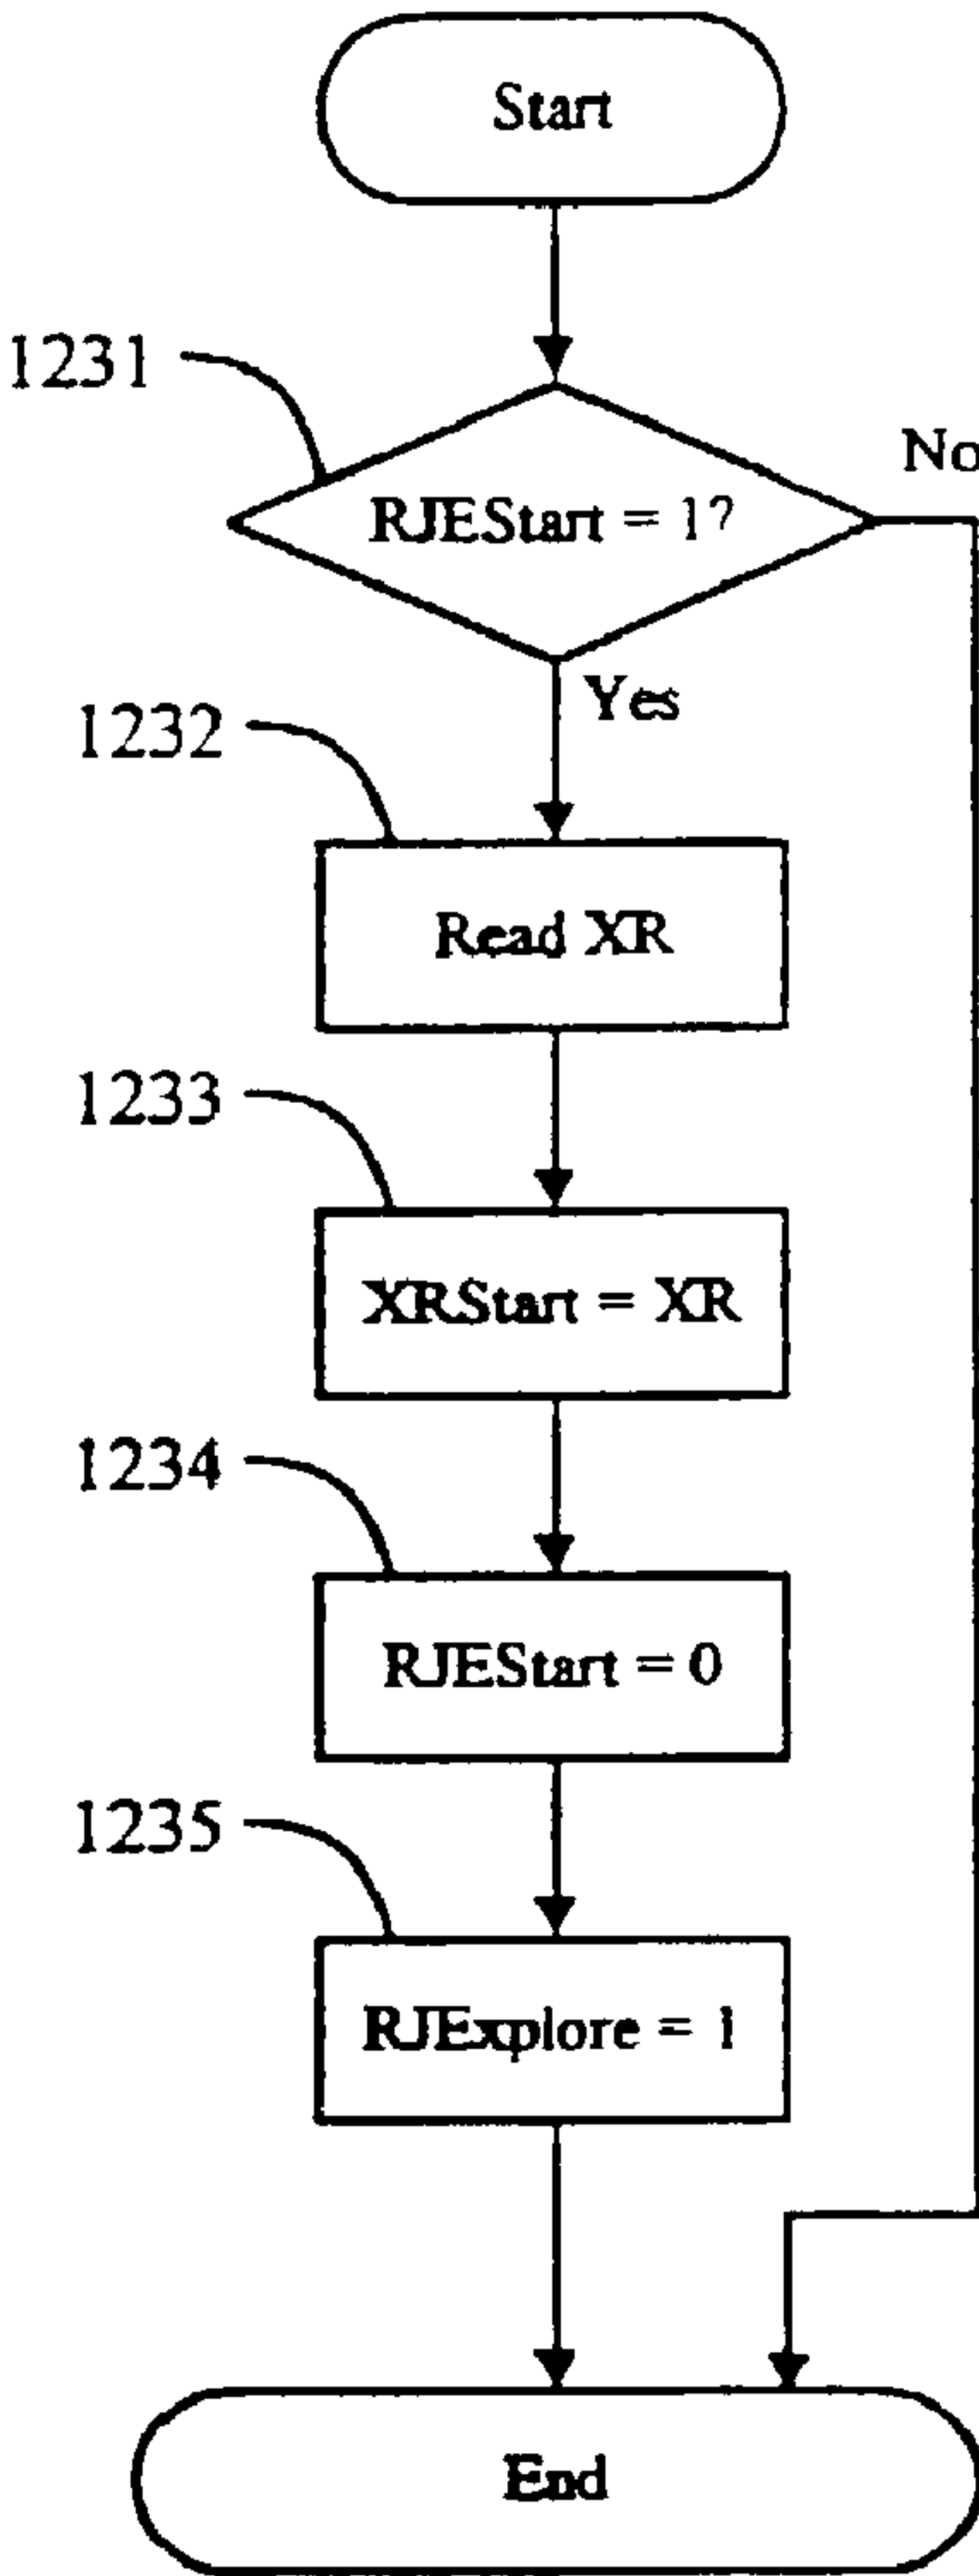 Start
1231
No
RJEStart = 1?
Yes
1232
Read XR
1233
XRStart = XR
1234
RJEStart = 0
1235
RJExplore = 1
End